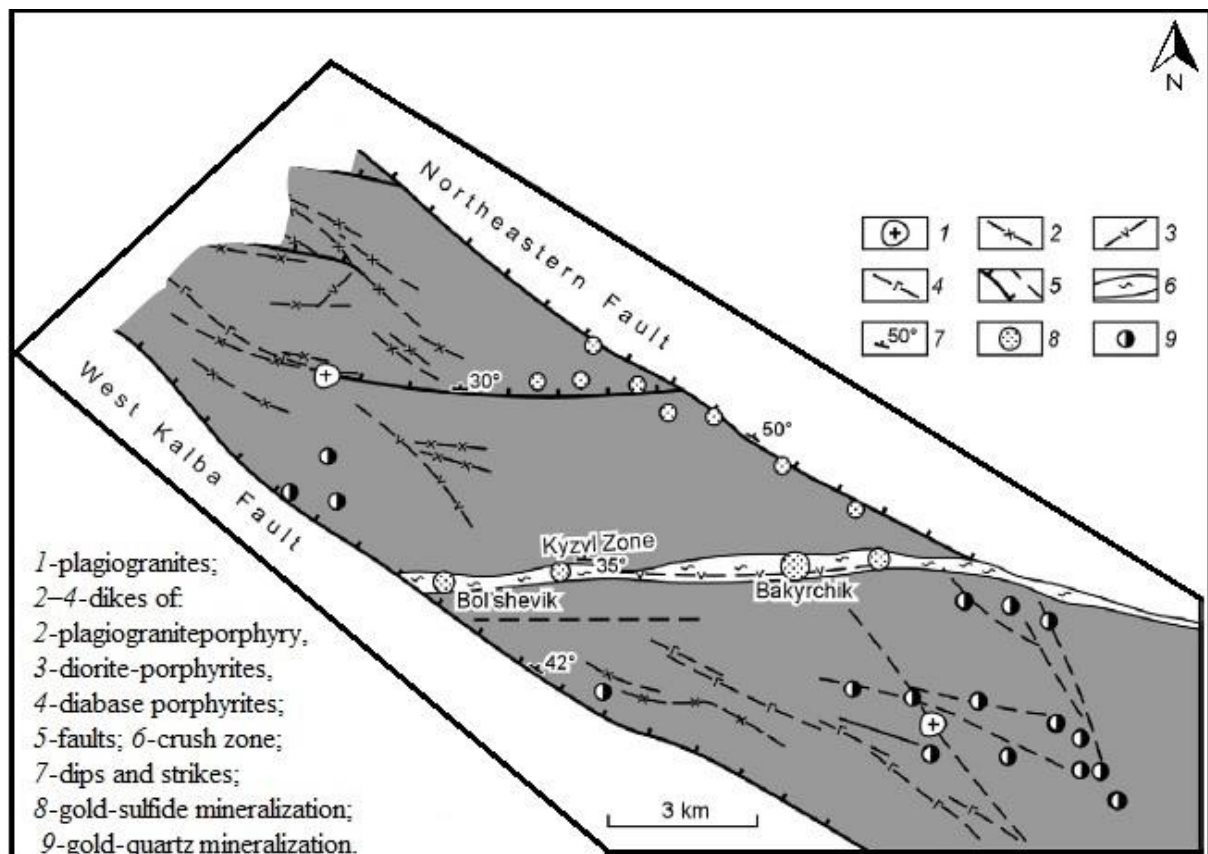 N
Northeastern Fault
1
2
3
4
5
6
50°
7
8
9
30°
50°
West Kalba Fault
Kyzyl Zone
35°
Bol'shevik
Bakyrchik
42°
3 km
1-plagiogranites;
2–4-dikes of:
2-plagiograniteporphyry,
3-diorite-porphyrites,
4-diabase porphyrites;
5-faults; 6-crush zone;
7-dips and strikes;
8-gold-sulfide mineralization;
9-gold-quartz mineralization.